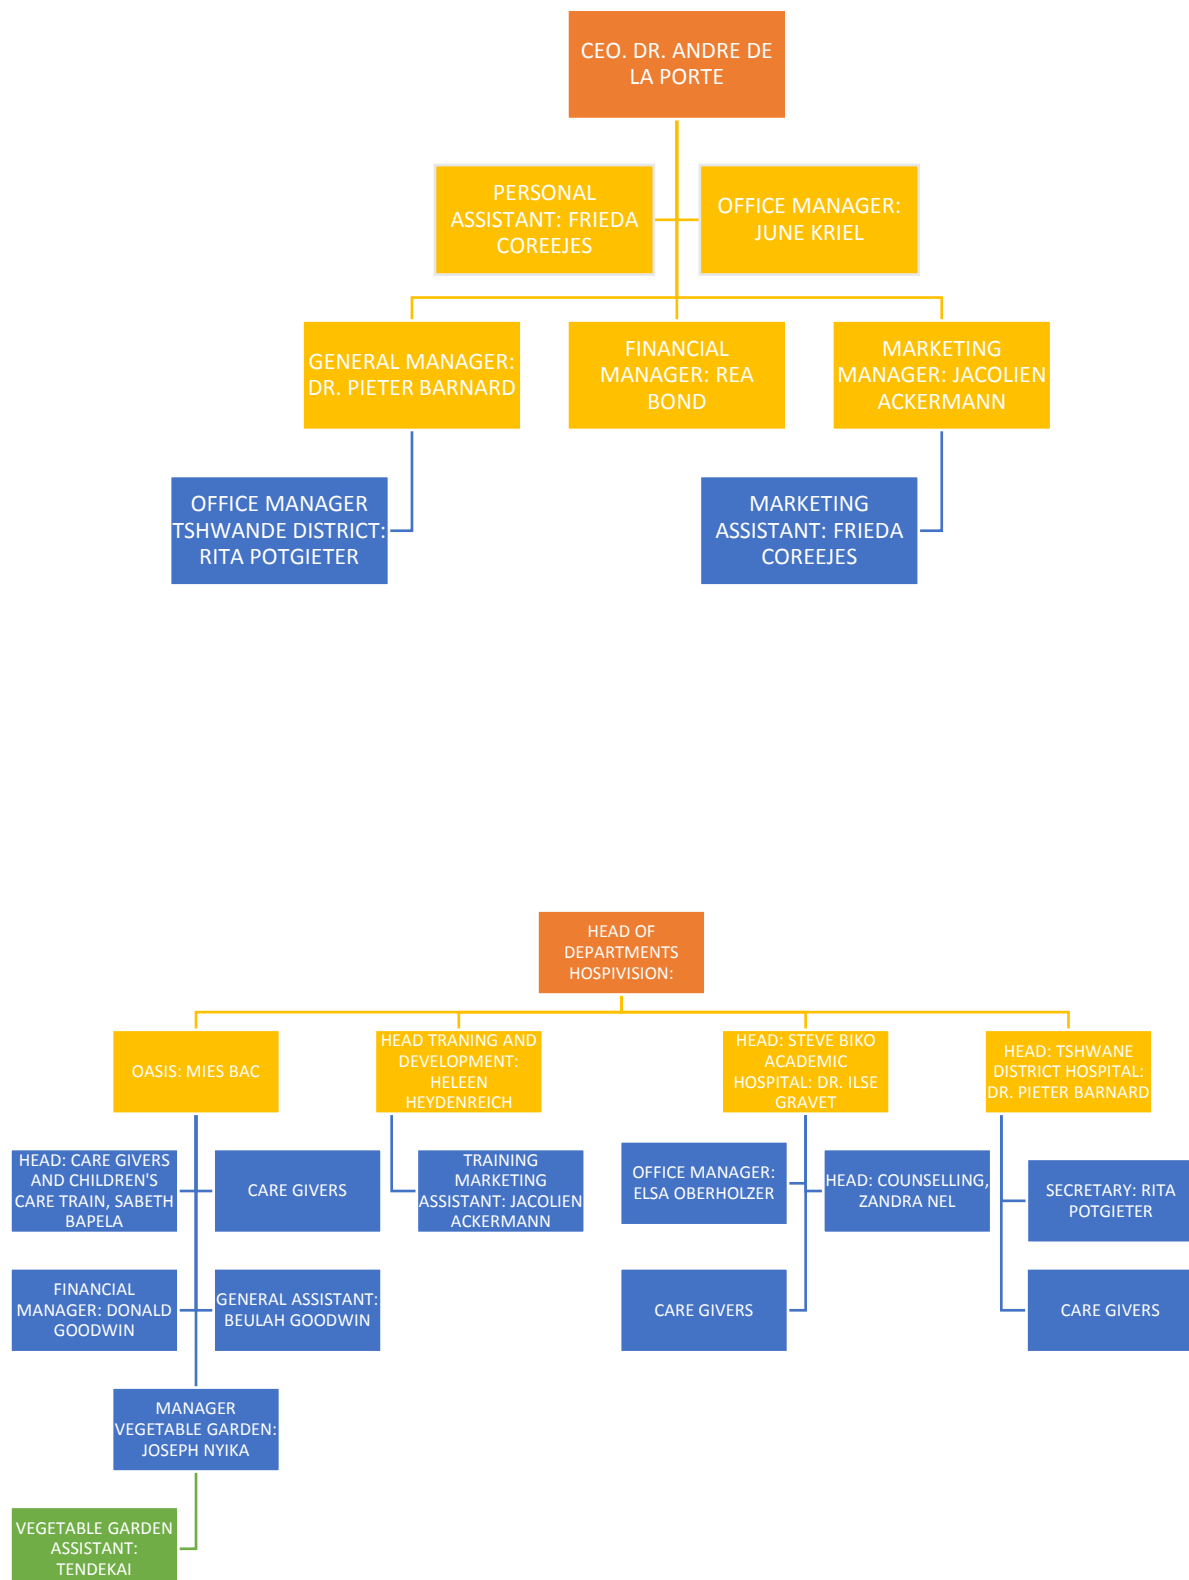 CEO. DR. ANDRE DE
LA PORTE
PERSONAL
ASSISTANT: FRIEDA
COREEJES
OFFICE MANAGER:
JUNE KRIEL
GENERAL MANAGER:
DR. PIETER BARNARD
FINANCIAL
MANAGER: REA
BOND
MARKETING
MANAGER: JACOLIEN
ACKERMANN
OFFICE MANAGER
TSHWANDE DISTRICT:
RITA POTGIETER
MARKETING
ASSISTANT: FRIEDA
COREEJES
HEAD OF
DEPARTMENTS
HOSPIVISION:
OASIS: MIES BAC
HEAD TRANING AND
DEVELOPMENT:
HELEEN
HEYDENREICH
HEAD: STEVE BIKO
ACADEMIC
HOSPITAL: DR. ILSE
GRAVET
HEAD: TSHWANE
DISTRICT HOSPITAL:
DR. PIETER BARNARD
HEAD: CARE GIVERS
AND CHILDREN'S
CARE TRAIN, SABETH
BAPELA
CARE GIVERS
TRAINING
MARKETING
ASSISTANT: JACOLIEN
ACKERMANN
OFFICE MANAGER:
ELSA OBERHOLZER
HEAD: COUNSELLING,
ZANDRA NEL
SECRETARY: RITA
POTGIETER
FINANCIAL
MANAGER: DONALD
GOODWIN
GENERAL ASSISTANT:
BEULAH GOODWIN
CARE GIVERS
CARE GIVERS
MANAGER
VEGETABLE GARDEN:
JOSEPH NYIKA
VEGETABLE GARDEN
ASSISTANT:
TENDEKAI